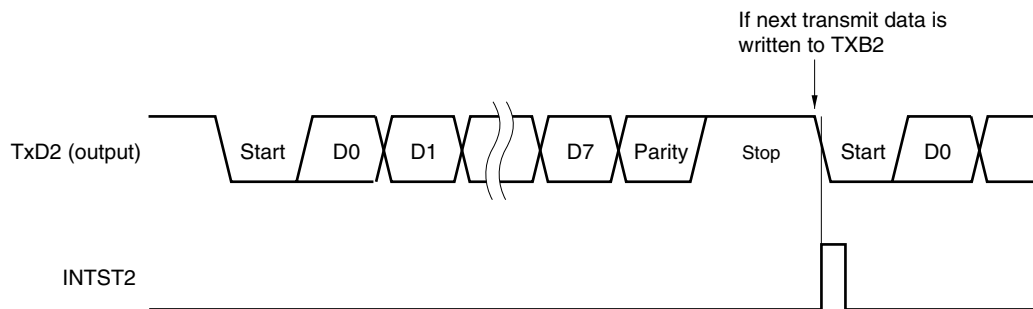 If next transmit data is
written to TXB2
TxD2 (output)
Start D0 D1 D7 Parity Stop Start D0
INTST2